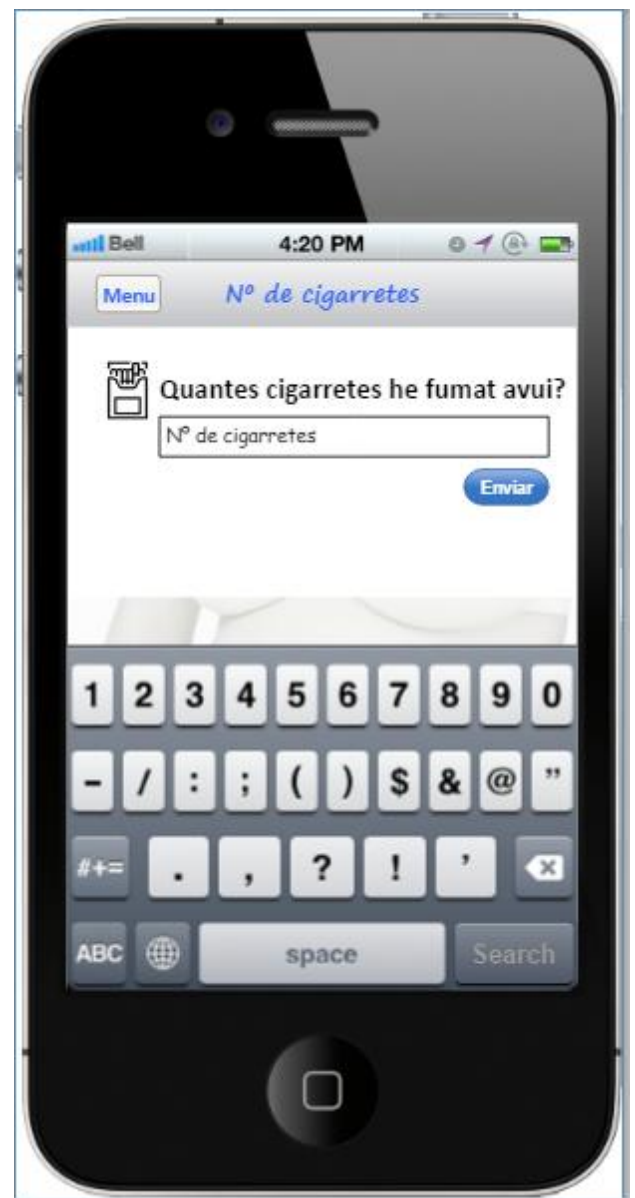 Bell 4:20 PM
Menu Nº de cigarretes
Quantes cigarretes he fumat avui?
Nº de cigarretes
Enviar
1 2 3 4 5 6 7 8 9 0
- / : ; ( ) $ & @ "
#+= . , ? ! '
ABC space Search